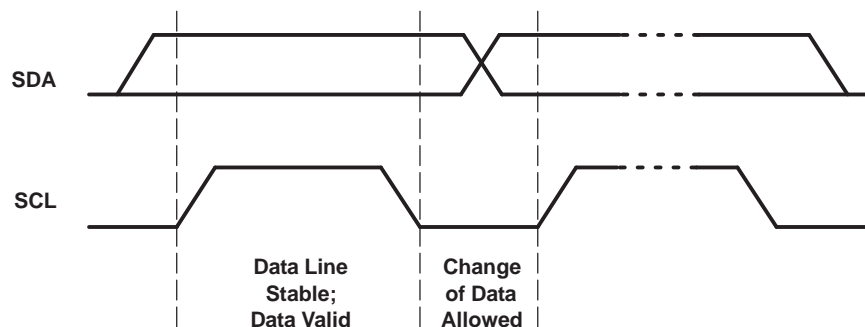 SDA
SCL
Data Line
Stable;
Data Valid
Change
of Data
Allowed